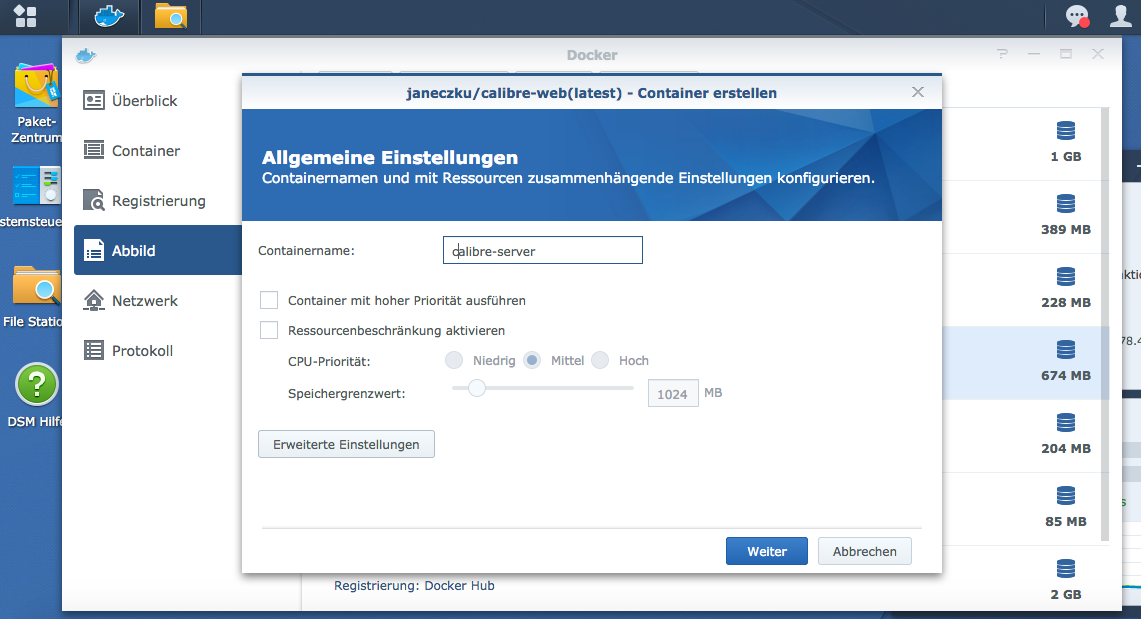 Docker
Paket-
Zentrum
stemsteue
File Statio
DSM Hilfe
Überblick
Container
Registrierung
Abbild
Netzwerk
Protokoll
janeczku/calibre-web(latest) - Container erstellen
Allgemeine Einstellungen
Containernamen und mit Ressourcen zusammenhängende Einstellungen konfigurieren.
Containername:
calibre-server
Container mit hoher Priorität ausführen
Ressourcenbeschränkung aktivieren
CPU-Priorität:
Niedrig
Mittel
Hoch
Speichergrenzwert:
1024
MB
Erweiterte Einstellungen
Weiter
Abbrechen
Registrierung: Docker Hub
1 GB
389 MB
228 MB
674 MB
204 MB
85 MB
2 GB
ktic
78.4
s